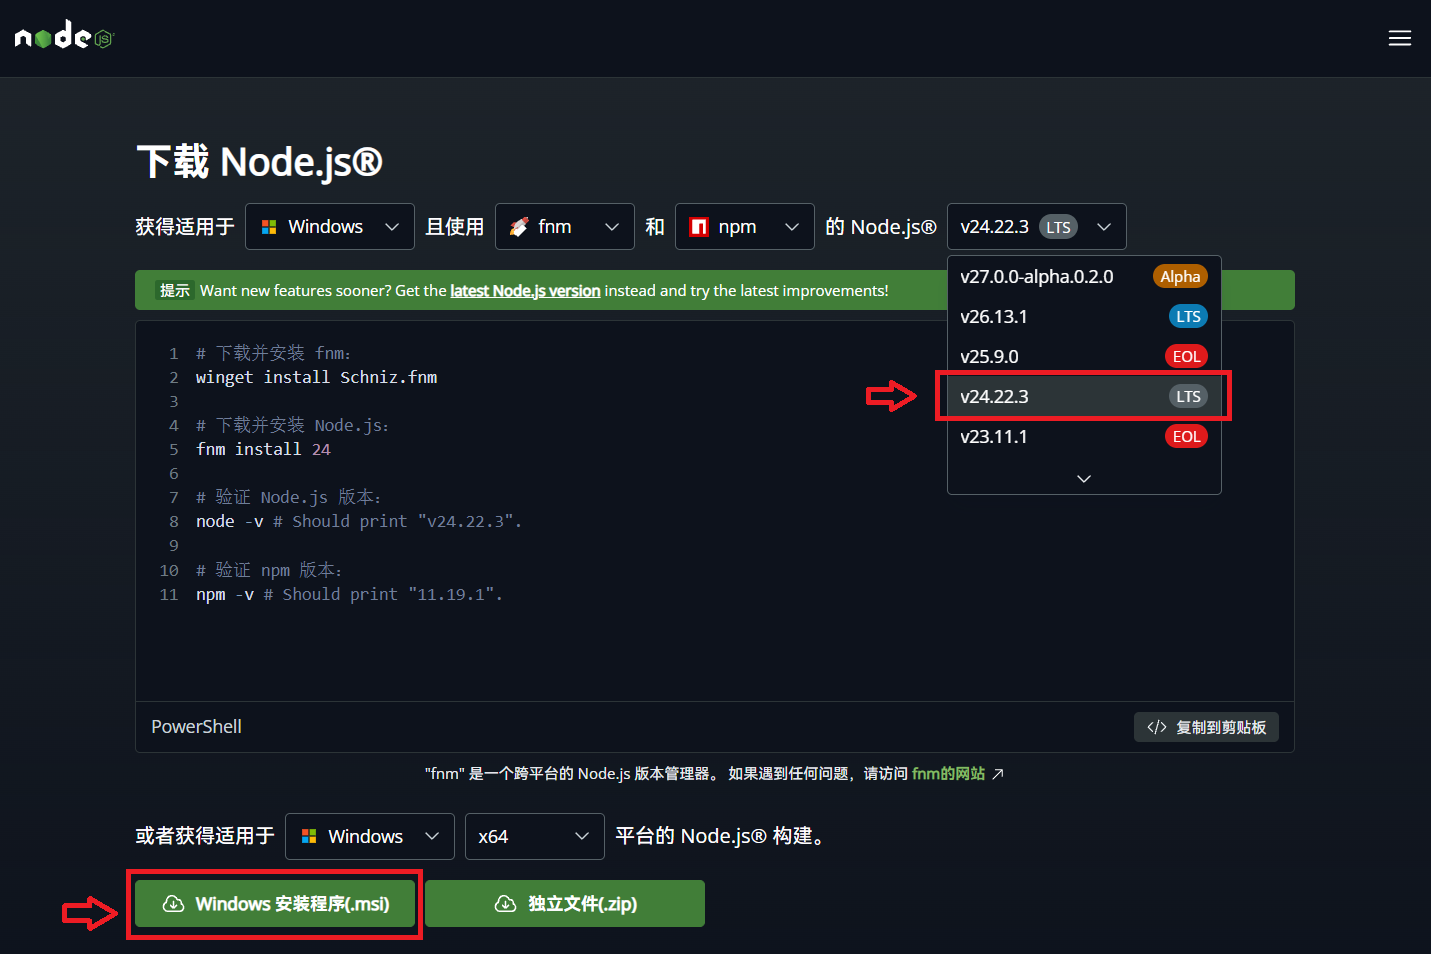 node JS
下载 Node.js®
获得适用于 Windows 且使用 fnm 和 npm 的 Node.js® v24.22.3 LTS
v27.0.0-alpha.0.2.0 Alpha
v26.13.1 LTS
v25.9.0 EOL
v24.22.3 LTS
v23.11.1 EOL
提示 Want new features sooner? Get the latest Node.js version instead and try the latest improvements!
1 # 下载并安装 fnm：
2 winget install Schniz.fnm
3
4 # 下载并安装 Node.js：
5 fnm install 24
6
7 # 验证 Node.js 版本：
8 node -v # Should print "v24.22.3".
9
10 # 验证 npm 版本：
11 npm -v # Should print "11.19.1".
PowerShell
</> 复制到剪贴板
"fnm" 是一个跨平台的 Node.js 版本管理器。 如果遇到任何问题，请访问 fnm的网站
或者获得适用于 Windows x64 平台的 Node.js® 构建。
Windows 安装程序(.msi)
独立文件(.zip)